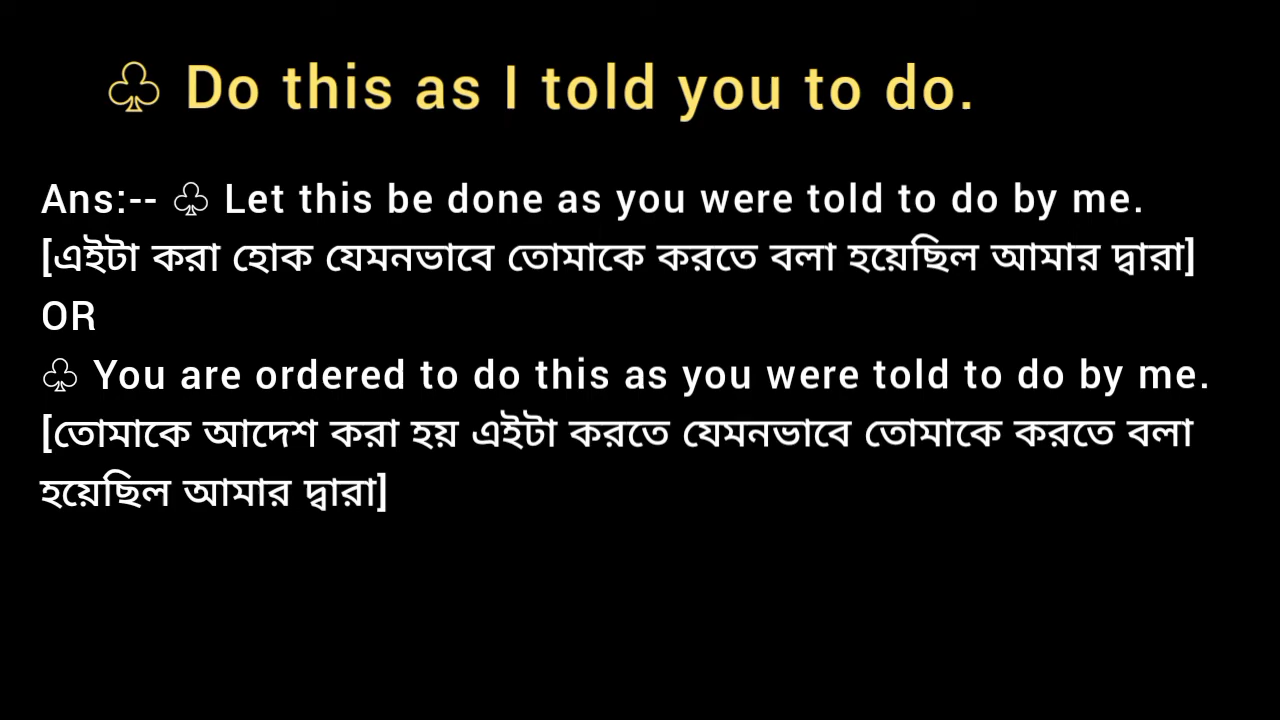 ♧ Do this as I told you to do.
Ans:-- ♧ Let this be done as you were told to do by me.
[এইটা করা হোক যেমনভাবে তোমাকে করতে বলা হয়েছিল আমার দ্বারা]
OR
♧ You are ordered to do this as you were told to do by me.
[তোমাকে আদেশ করা হয় এইটা করতে যেমনভাবে তোমাকে করতে বলা
হয়েছিল আমার দ্বারা]